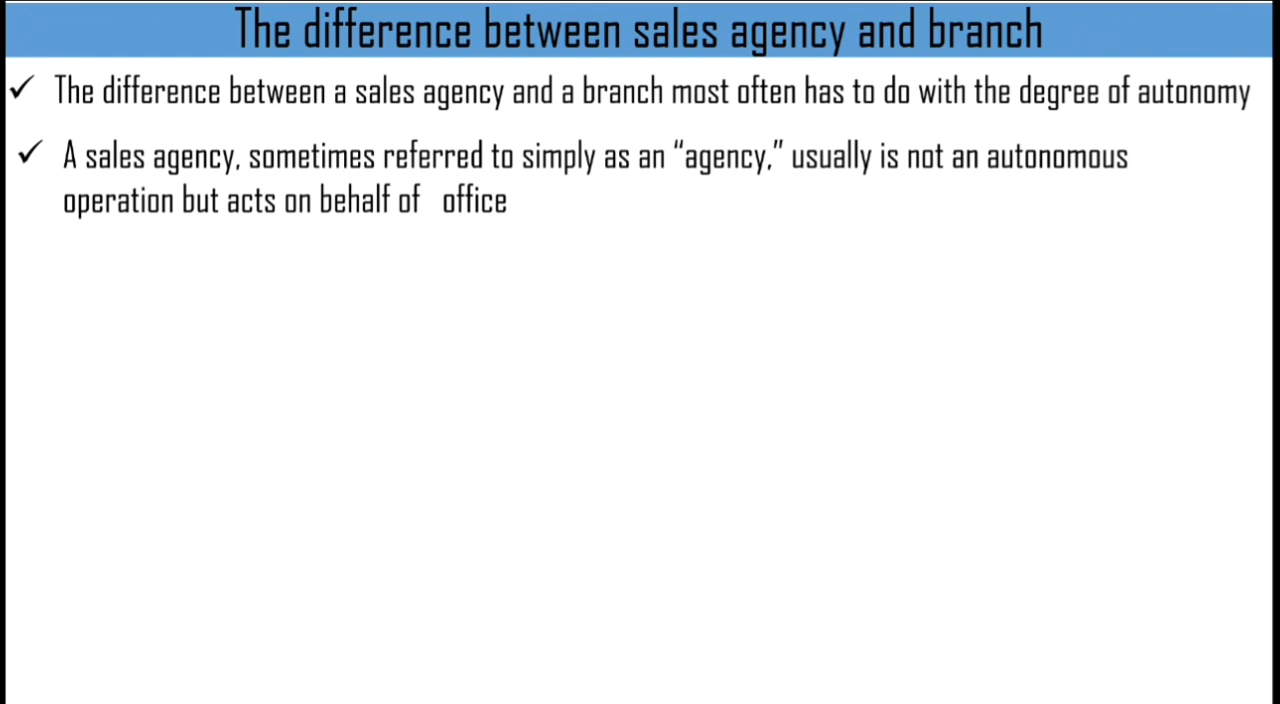 The difference between sales agency and branch
The difference between a sales agency and a branch most often has to do with the degree of autonomy
A sales agency, sometimes referred to simply as an “agency,” usually is not an autonomous
operation but acts on behalf of office